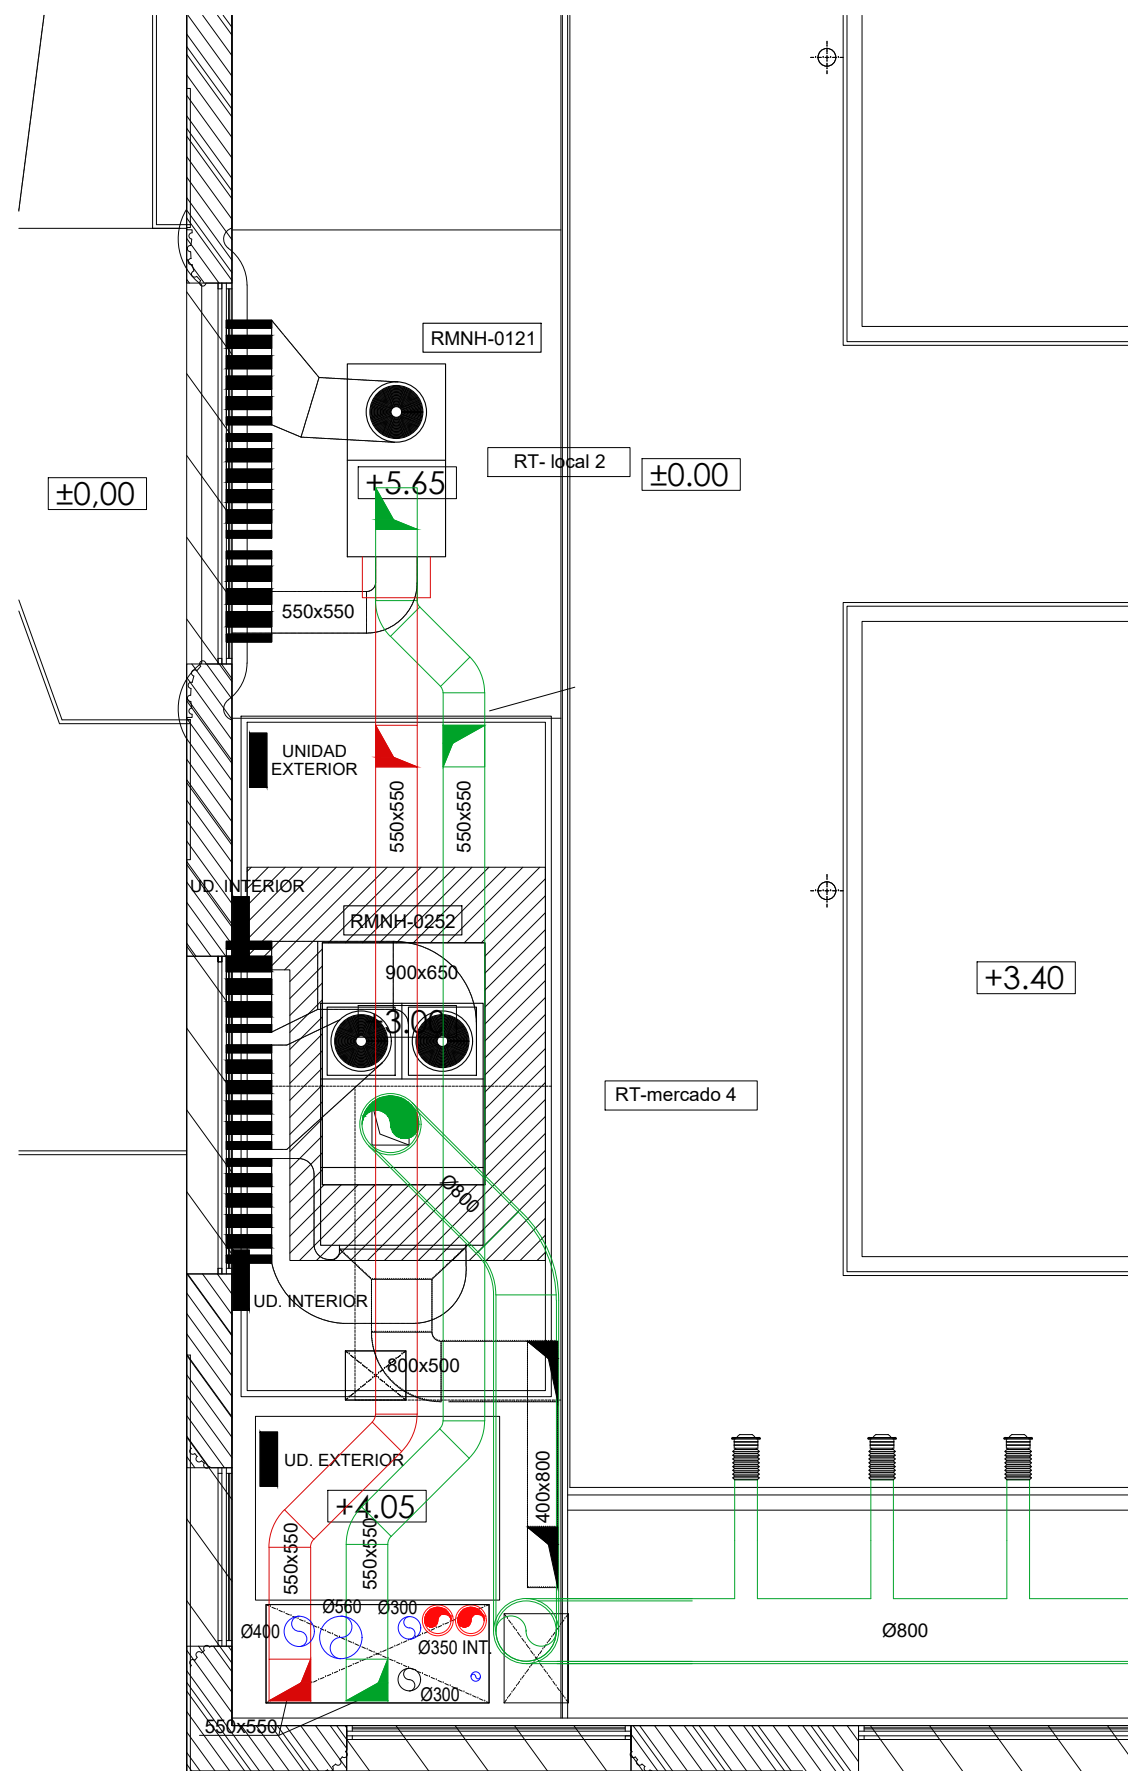 RMNH-0121
RT- local 2
+5.65
±0.00
±0,00
550x550
UNIDAD
EXTERIOR
550x550
550x550
UD. INTERIOR
RMNH-0252
900x650
+3.40
RT-mercado 4
Ø800
UD. INTERIOR
800x500
UD. EXTERIOR
400x800
+4.05
550x550
550x550
Ø560
Ø300
Ø400
Ø350 INT.
Ø800
Ø300
550x550